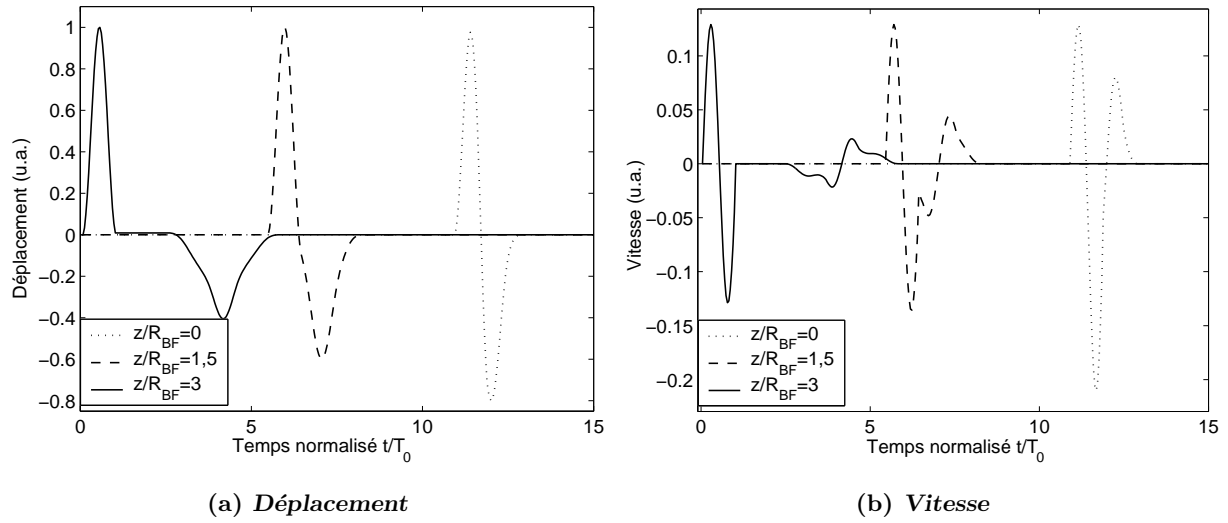 1
0.8
0.6
0.4
0.2
0
−0.2
−0.4
−0.6
−0.8
Déplacement (u.a.)
z/R_BF=0
z/R_BF=1,5
z/R_BF=3
0 5 10 15
Temps normalisé t/T_0
(a) Déplacement
0.1
0.05
0
−0.05
−0.1
−0.15
−0.2
Vitesse (u.a.)
z/R_BF=0
z/R_BF=1,5
z/R_BF=3
0 5 10 15
Temps normalisé t/T_0
(b) Vitesse